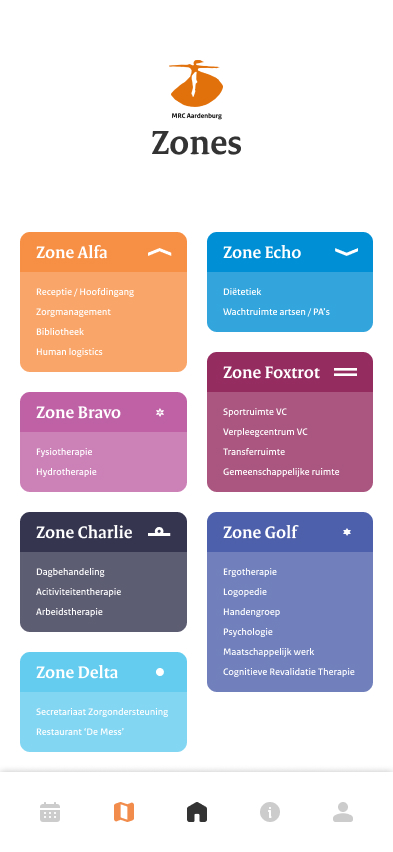 MRC Aardenburg
Zones
Zone Alfa
Receptie / Hoofdingang
Zorgmanagement
Bibliotheek
Human logistics
Zone Bravo
Fysiotherapie
Hydrotherapie
Zone Charlie
Dagbehandeling
Acitiviteitentherapie
Arbeidstherapie
Zone Delta
Secretariaat Zorgondersteuning
Restaurant 'De Mess'
Zone Echo
Diëtetiek
Wachtruimte artsen / PA's
Zone Foxtrot
Sportruimte VC
Verpleegcentrum VC
Transferruimte
Gemeenschappelijke ruimte
Zone Golf
Ergotherapie
Logopedie
Handengroep
Psychologie
Maatschappelijk werk
Cognitieve Revalidatie Therapie